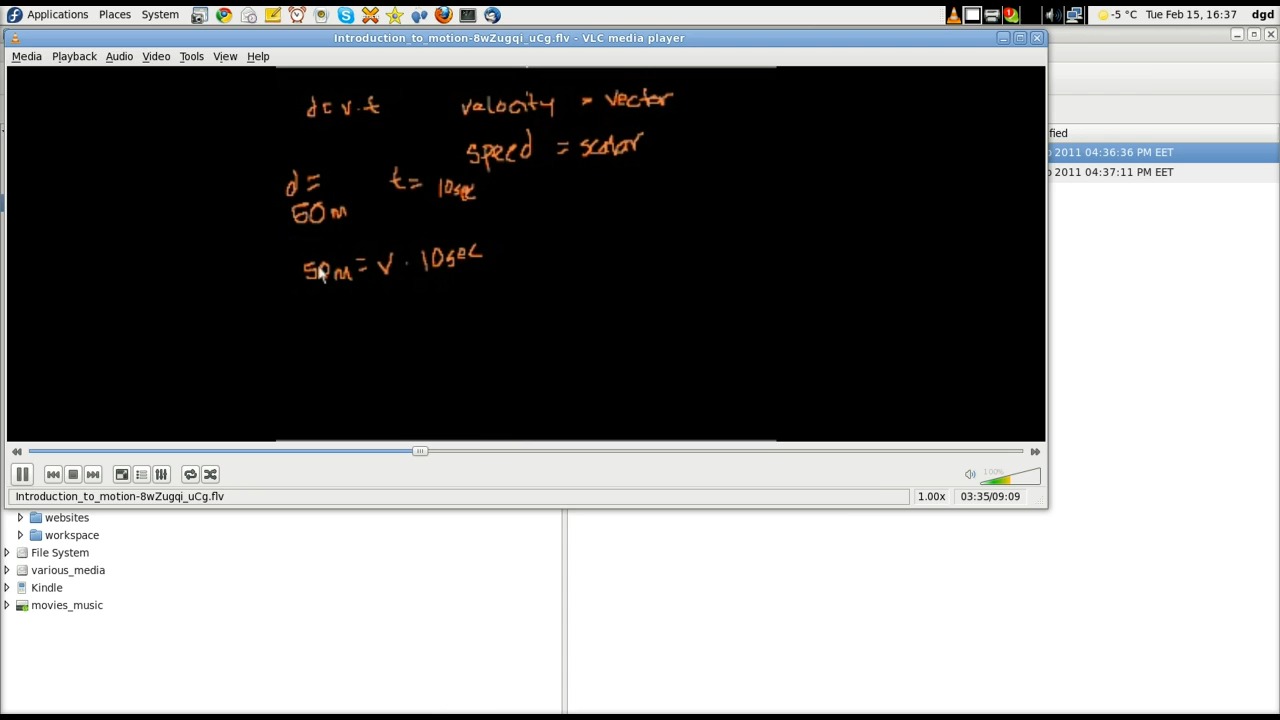 Applications Places System -5 °C Tue Feb 15, 16:37 dgd
Introduction_to_motion-8wZugqi_uCg.flv - VLC media player
Media Playback Audio Video Tools View Help
d = v · t velocity = vector
speed = scalar
d = t = 10sec
50m
50m = v · 10sec
fied
2011 04:36:36 PM EET
2011 04:37:11 PM EET
100%
Introduction_to_motion-8wZugqi_uCg.flv 1.00x 03:35/09:09
websites
workspace
File System
various_media
Kindle
movies_music